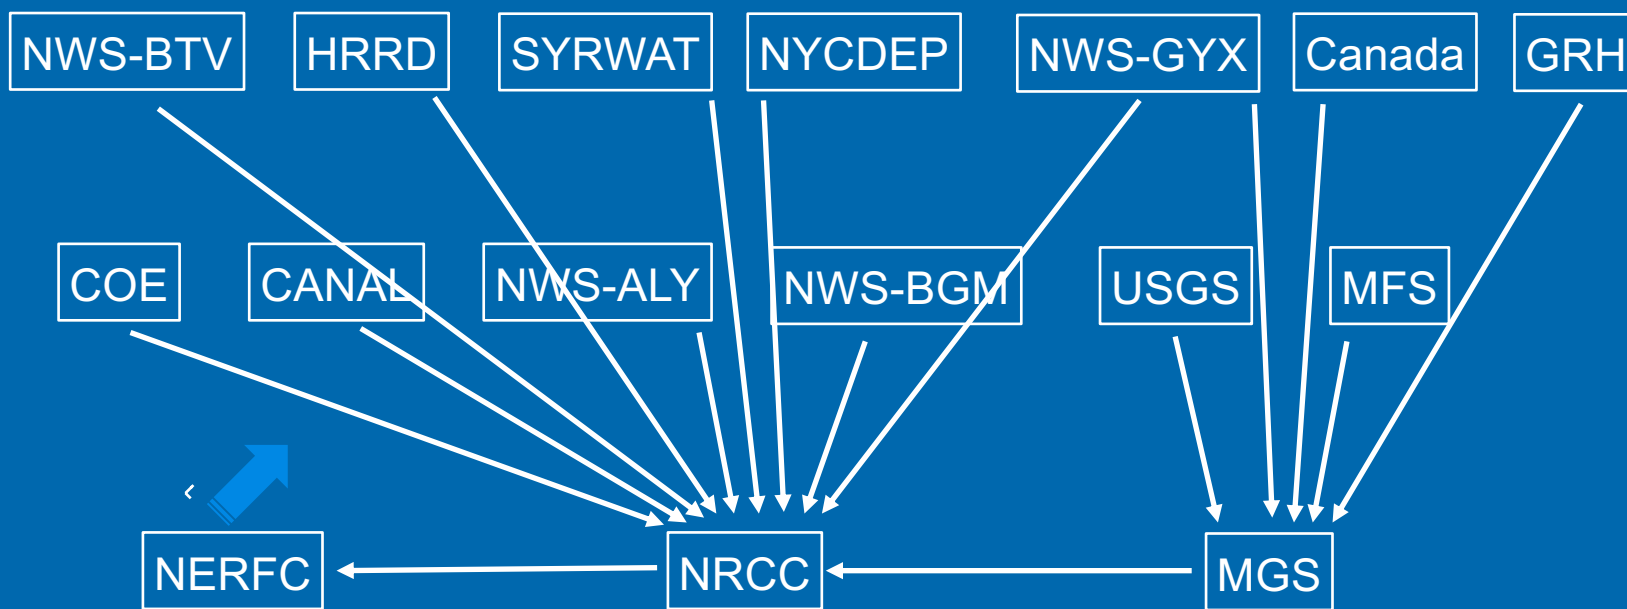 NWS-BTV
HRRD
SYRWAT
NYCDEP
NWS-GYX
Canada
GRH
COE
CANAL
NWS-ALY
NWS-BGM
USGS
MFS
NERFC
NRCC
MGS